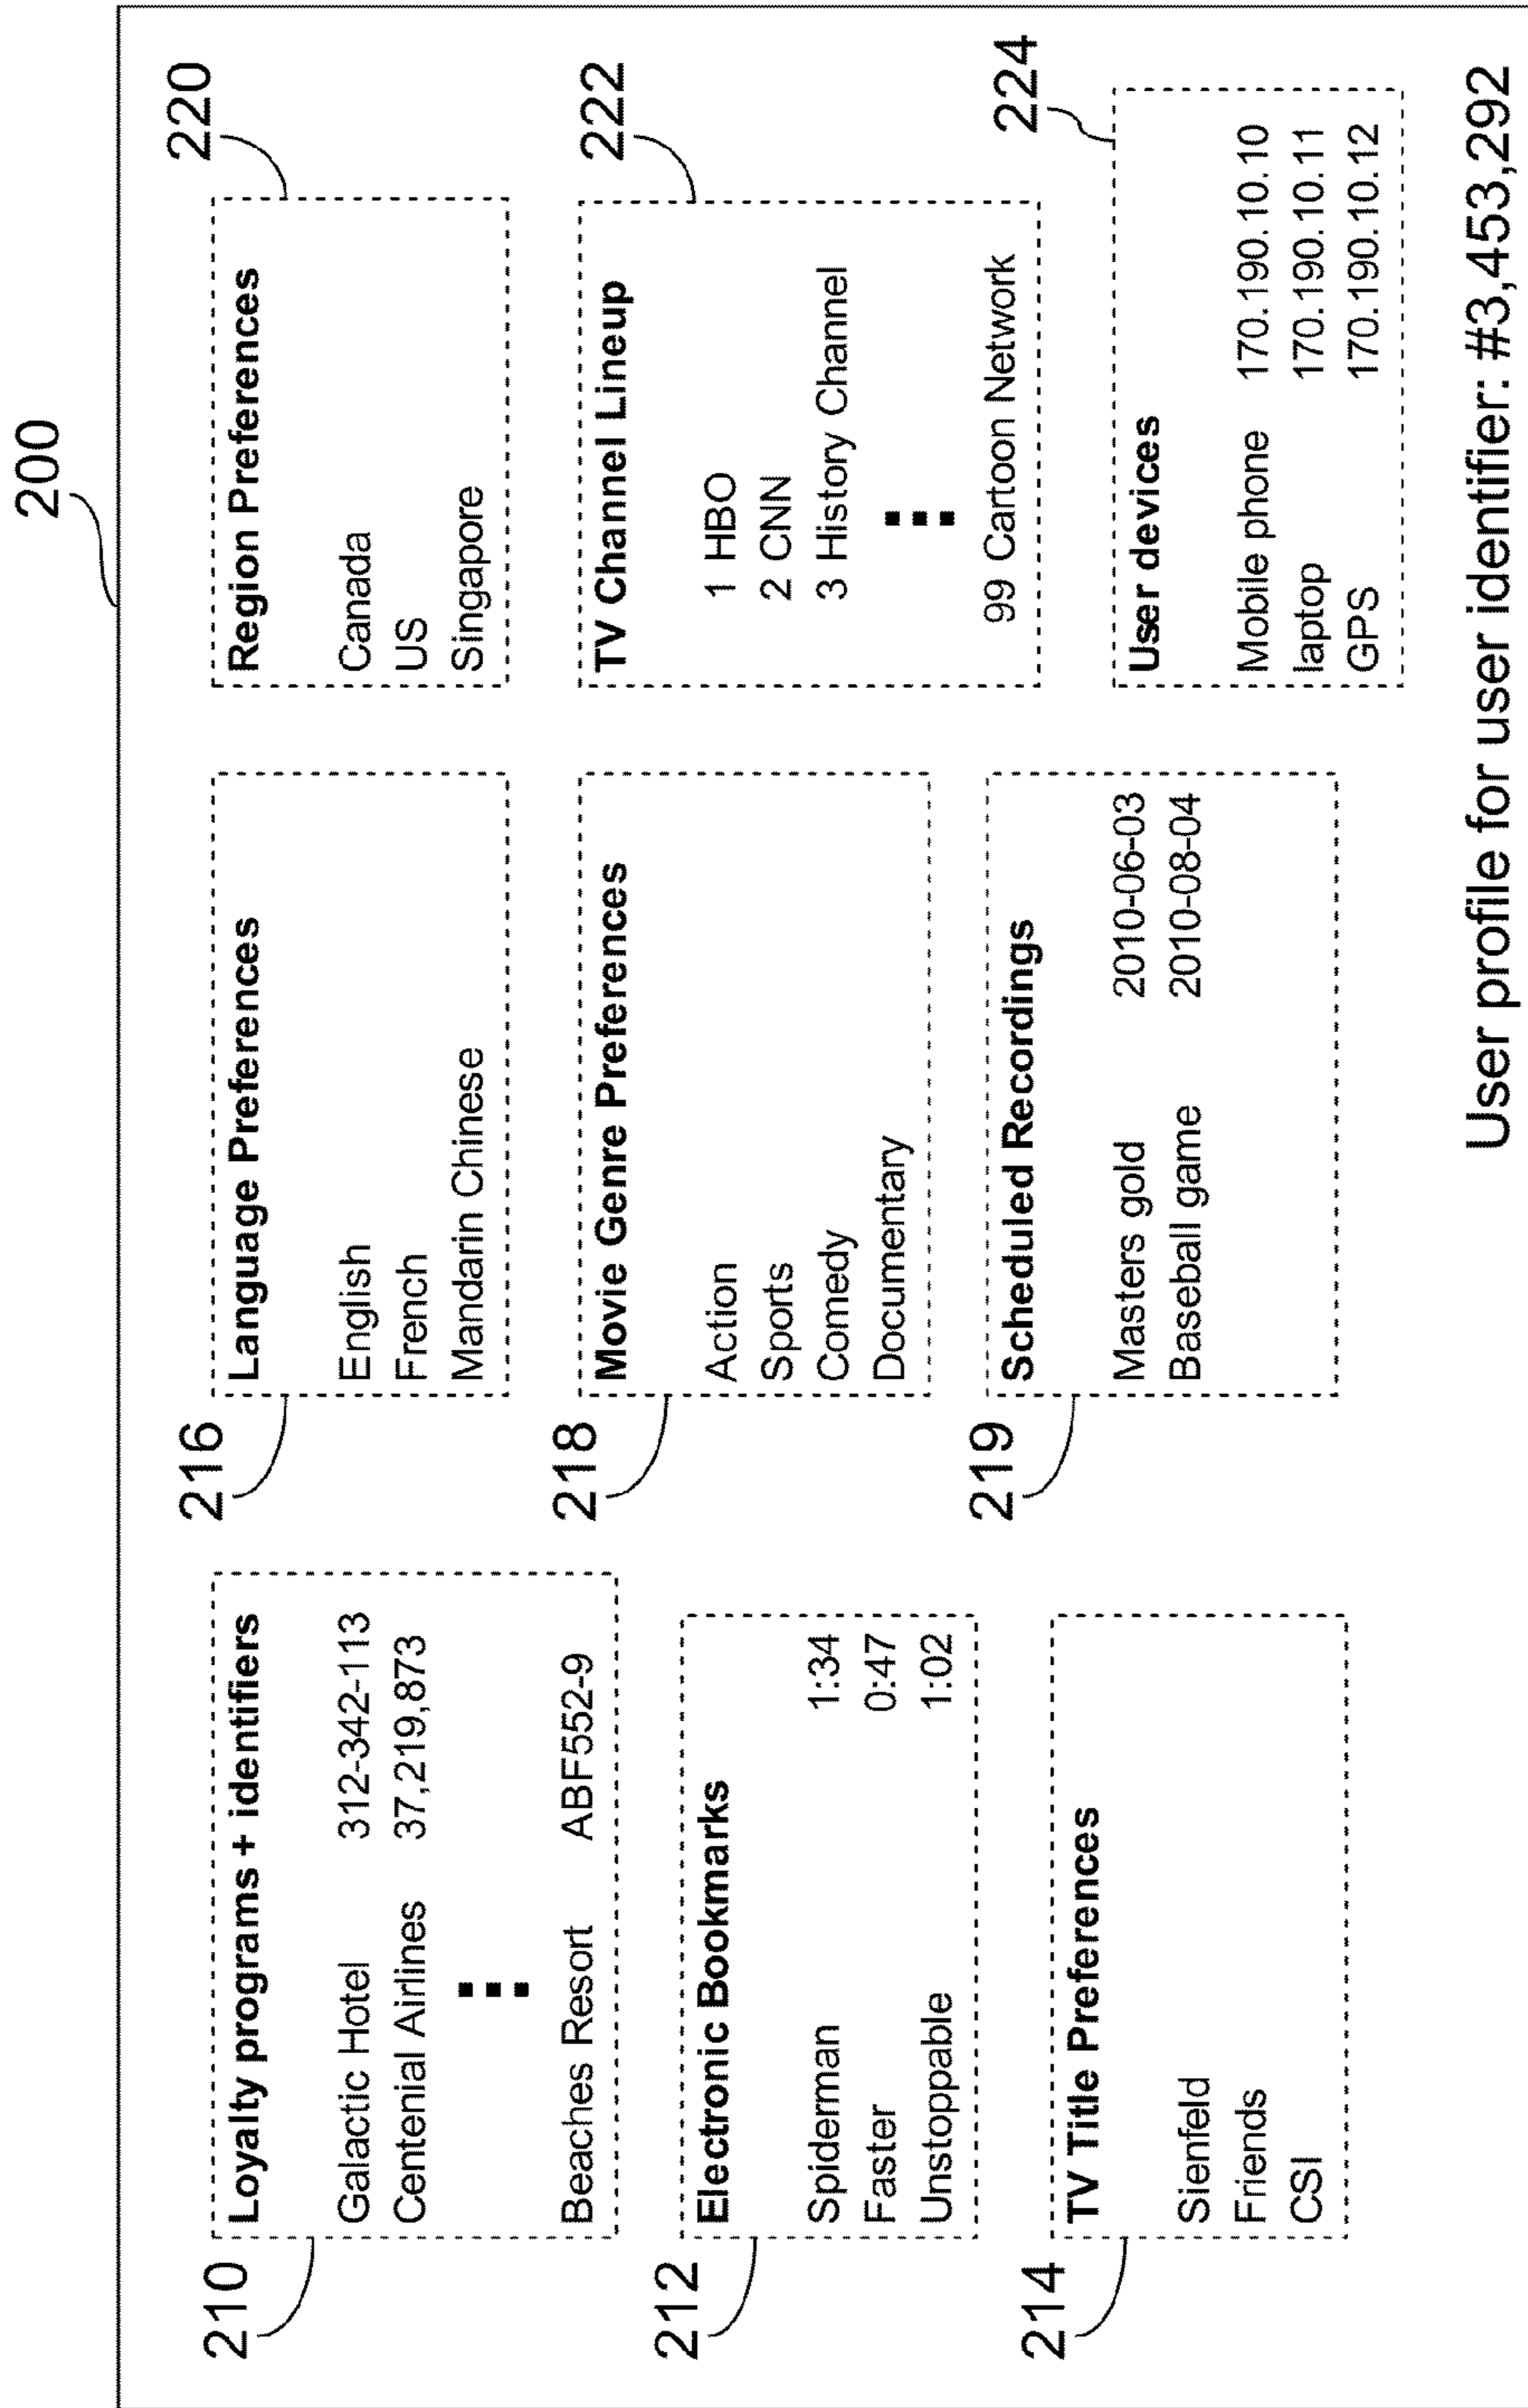 200
210
Loyalty programs + identifiers
Galactic Hotel 312-342-113
Centenial Airlines 37,219,873
Beaches Resort ABF552-9
212
Electronic Bookmarks
Spiderman 1:34
Faster 0:47
Unstoppable 1:02
214
TV Title Preferences
Sienfeld
Friends
CSI
216
Language Preferences
English
French
Mandarin Chinese
218
Movie Genre Preferences
Action
Sports
Comedy
Documentary
219
Scheduled Recordings
Masters gold 2010-06-03
Baseball game 2010-08-04
220
Region Preferences
Canada
US
Singapore
222
TV Channel Lineup
1 HBO
2 CNN
3 History Channel
99 Cartoon Network
224
User devices
Mobile phone 170.190.10.10
laptop 170.190.10.11
GPS 170.190.10.12
User profile for user identifier: #3,453,292